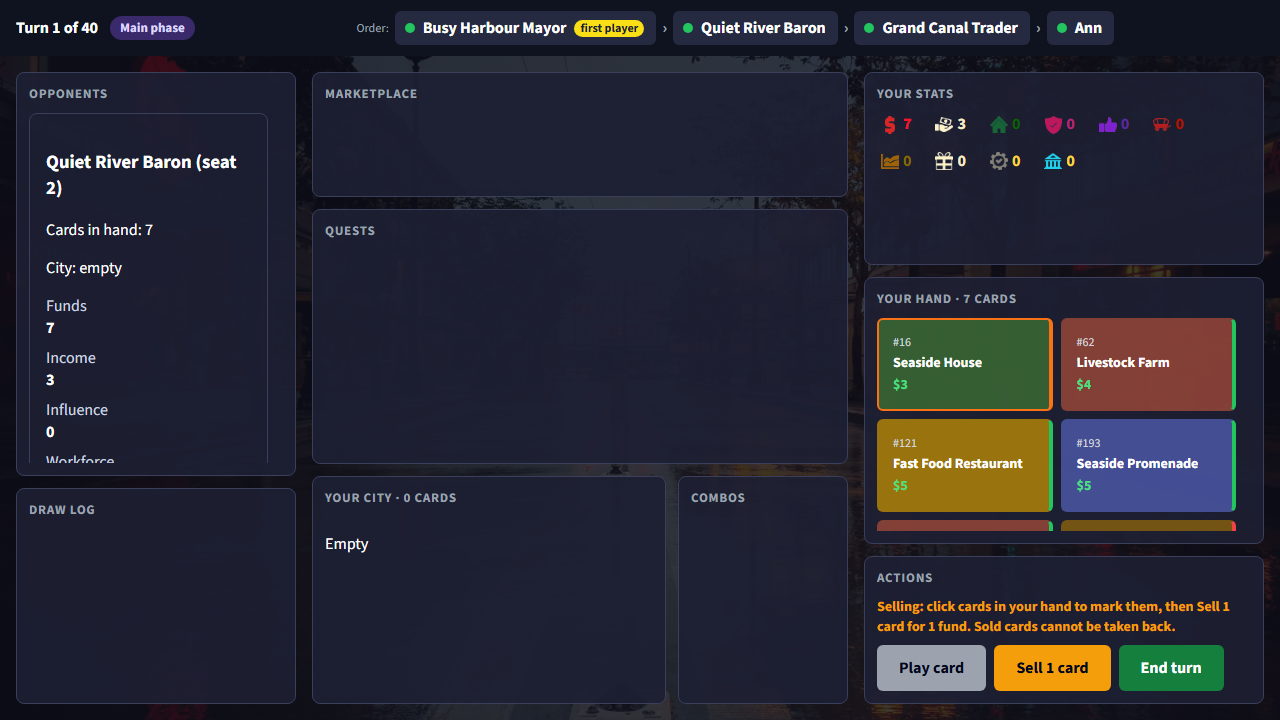 Turn 1 of 40
Main phase
Order:
Busy Harbour Mayor
first player
›
Quiet River Baron
›
Grand Canal Trader
›
Ann
OPPONENTS
Quiet River Baron (seat
2)
Cards in hand: 7
City: empty
Funds
7
Income
3
Influence
0
Workforce
DRAW LOG
MARKETPLACE
QUESTS
YOUR CITY · 0 CARDS
Empty
COMBOS
YOUR STATS
7
3
0
0
0
0
0
0
0
0
YOUR HAND · 7 CARDS
#16
Seaside House
$3
#62
Livestock Farm
$4
#121
Fast Food Restaurant
$5
#193
Seaside Promenade
$5
ACTIONS
Selling: click cards in your hand to mark them, then Sell 1
card for 1 fund. Sold cards cannot be taken back.
Play card
Sell 1 card
End turn